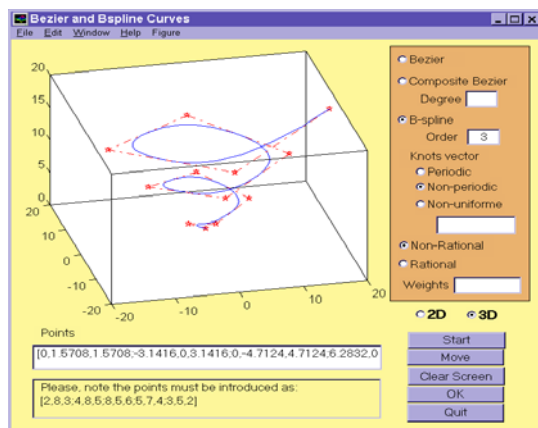 Bezier and Bspline Curves
File Edit Window Help Figure
20
15
10
5
0
20
10
0
-10
-20
-20
-10
0
10
20
Bezier
Composite Bezier
Degree
B-spline
Order 3
Knots vector
Periodic
Non-periodic
Non-uniforme
Non-Rational
Rational
Weights
2D 3D
Points
[0,1.5708,1.5708;-3.1416,0,3.1416;0,-4.7124,4.7124;6.2832,0
Please, note the points must be introduced as:
[2,8,3;4,8,5;8,5,6;5,7,4;3,5,2]
Start
Move
Clear Screen
OK
Quit